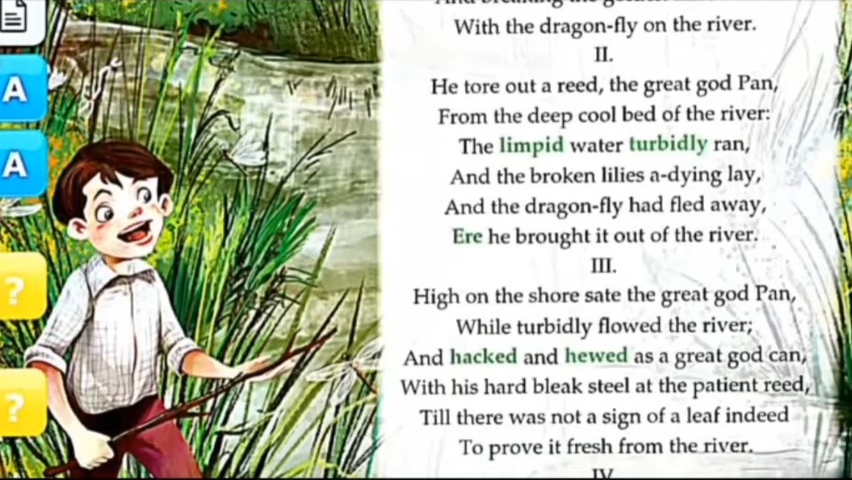 And breaking the golden
With the dragon-fly on the river.
II.
He tore out a reed, the great god Pan,
From the deep cool bed of the river:
The limpid water turbidly ran,
And the broken lilies a-dying lay,
And the dragon-fly had fled away,
Ere he brought it out of the river.
III.
High on the shore sate the great god Pan,
While turbidly flowed the river;
And hacked and hewed as a great god can,
With his hard bleak steel at the patient reed,
Till there was not a sign of a leaf indeed
To prove it fresh from the river.
IV
A
A
?
?